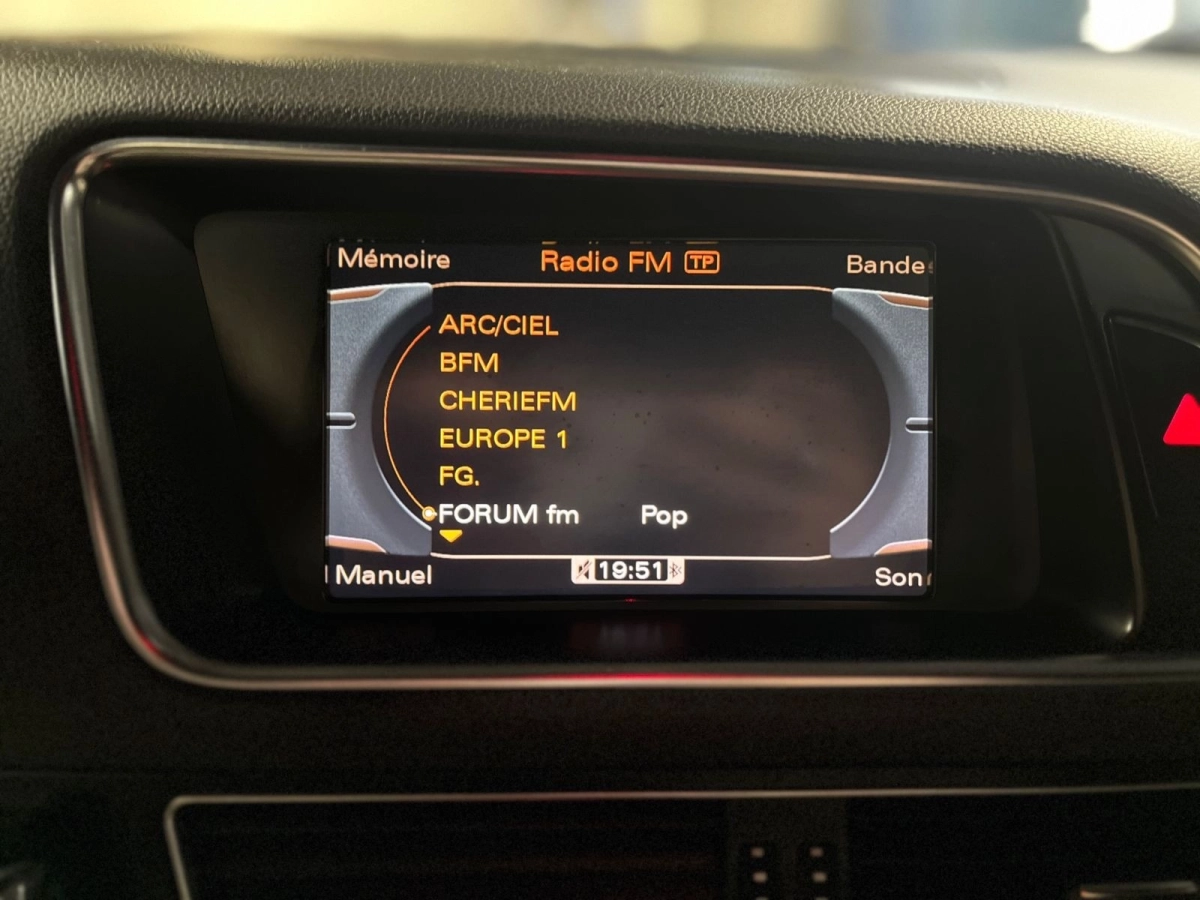 Mémoire Radio FM TP Bande
ARC/CIEL
BFM
CHERIEFM
EUROPE 1
FG.
FORUM fm Pop
Manuel 19:51 Son